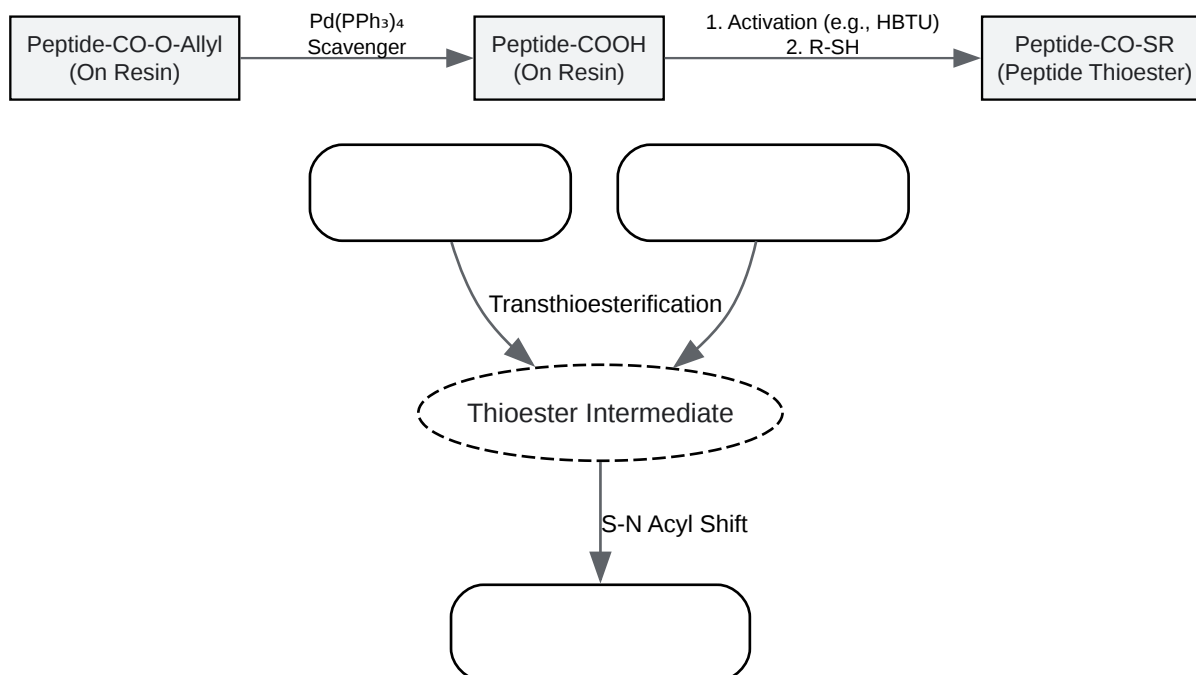 Peptide-CO-O-Allyl
(On Resin)
Pd(PPh₃)₄
Scavenger
Peptide-COOH
(On Resin)
1. Activation (e.g., HBTU)
2. R-SH
Peptide-CO-SR
(Peptide Thioester)
Transthioesterification
Thioester Intermediate
S-N Acyl Shift